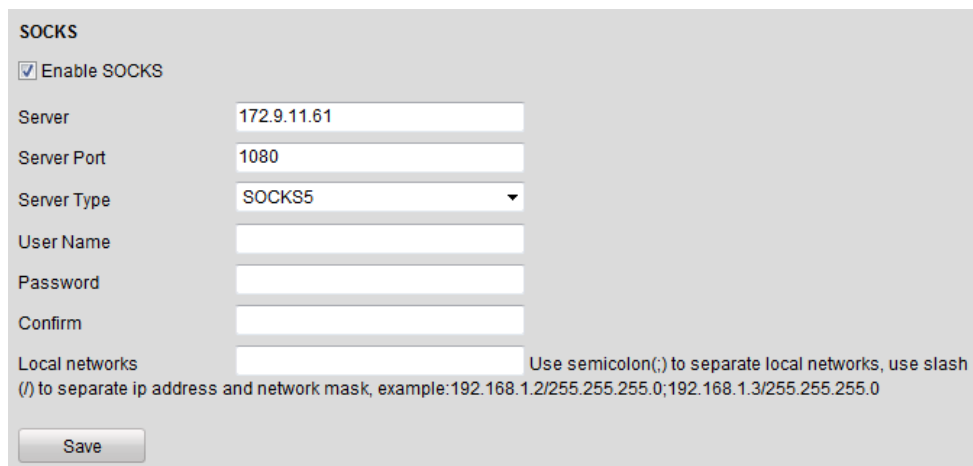 SOCKS
Enable SOCKS
Server 172.9.11.61
Server Port 1080
Server Type SOCKS5
User Name
Password
Confirm
Local networks Use semicolon(;) to separate local networks, use slash
(/) to separate ip address and network mask, example:192.168.1.2/255.255.255.0;192.168.1.3/255.255.255.0
Save